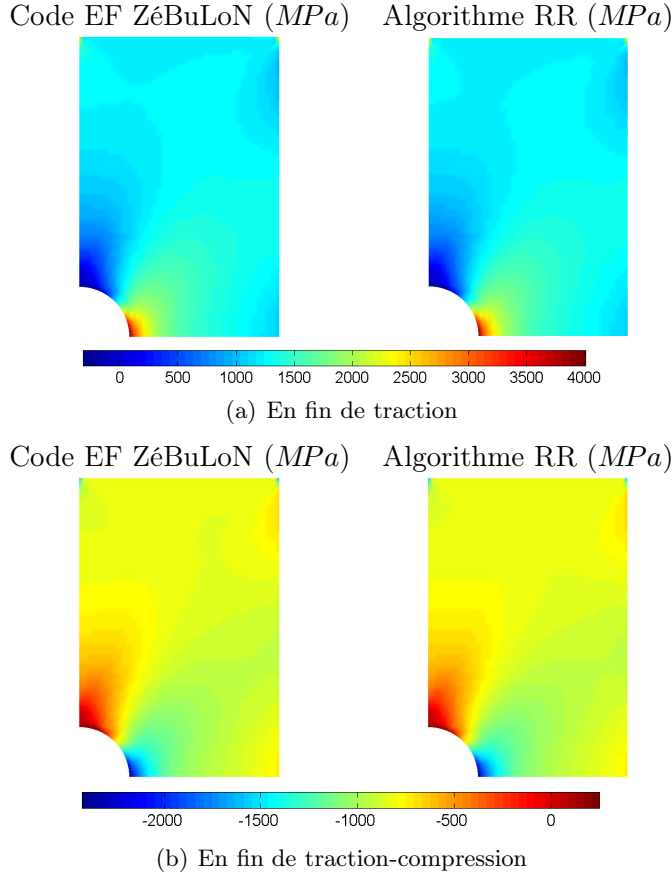 Code EF ZéBuLoN (MPa) Algorithme RR (MPa)
0 500 1000 1500 2000 2500 3000 3500 4000
(a) En fin de traction
Code EF ZéBuLoN (MPa) Algorithme RR (MPa)
-2000 -1500 -1000 -500 0
(b) En fin de traction-compression